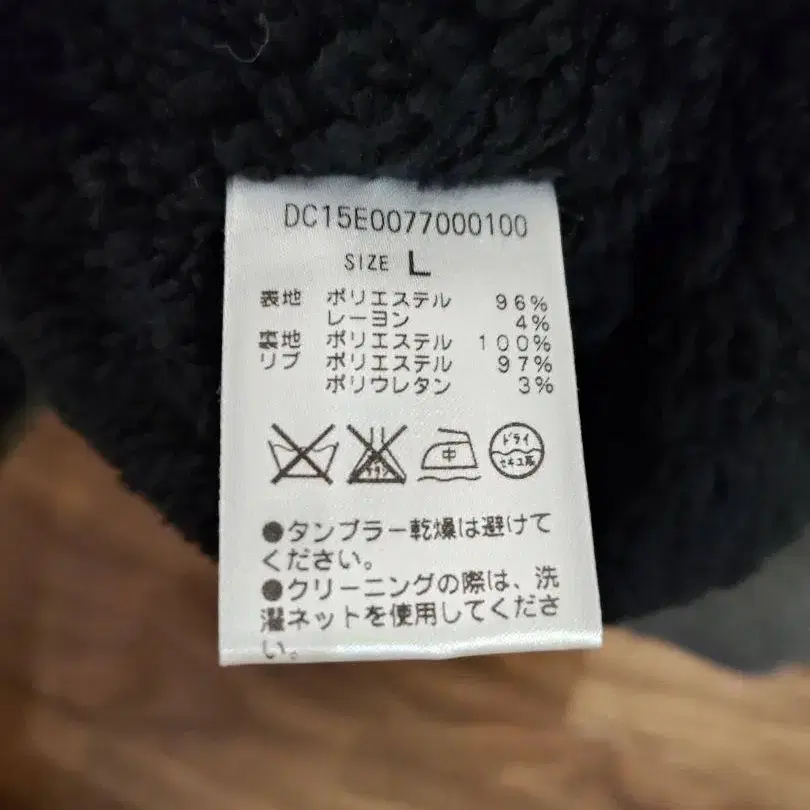 DC15E0077000100
SIZE L
表地 ポリエステル 96%
レーヨン 4%
裏地 ポリエステル 100%
リブ ポリエステル 97%
ポリウレタン 3%
中 ドライ
セキユ系
●タンブラー乾燥は避けて
ください。
●クリーニングの際は、洗
濯ネットを使用してくださ
い。